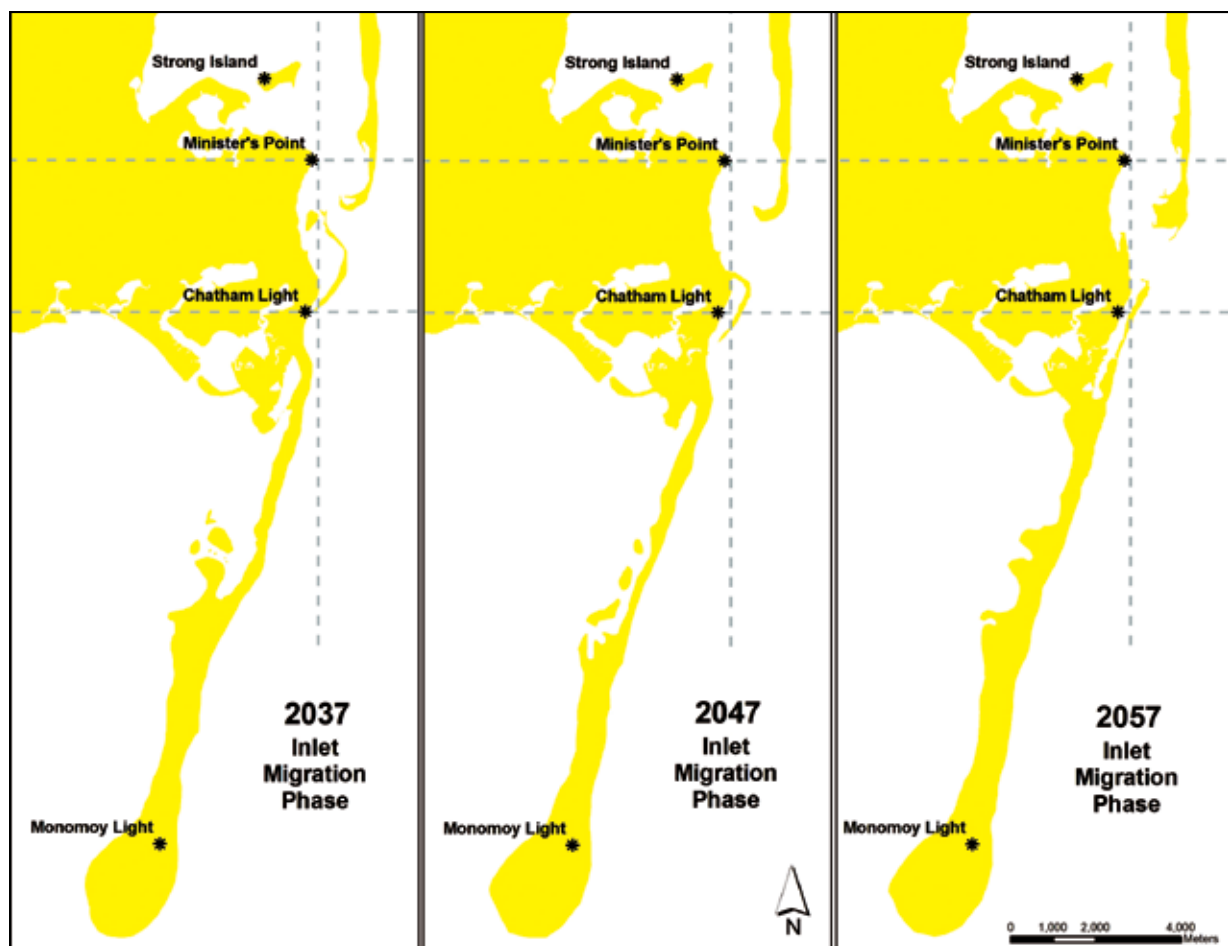 Strong Island
Minister's Point
Chatham Light
2037
Inlet
Migration
Phase
Monomoy Light
Strong Island
Minister's Point
Chatham Light
2047
Inlet
Migration
Phase
Monomoy Light
N
Strong Island
Minister's Point
Chatham Light
2057
Inlet
Migration
Phase
Monomoy Light
0 1,000 2,000 4,000
Meters